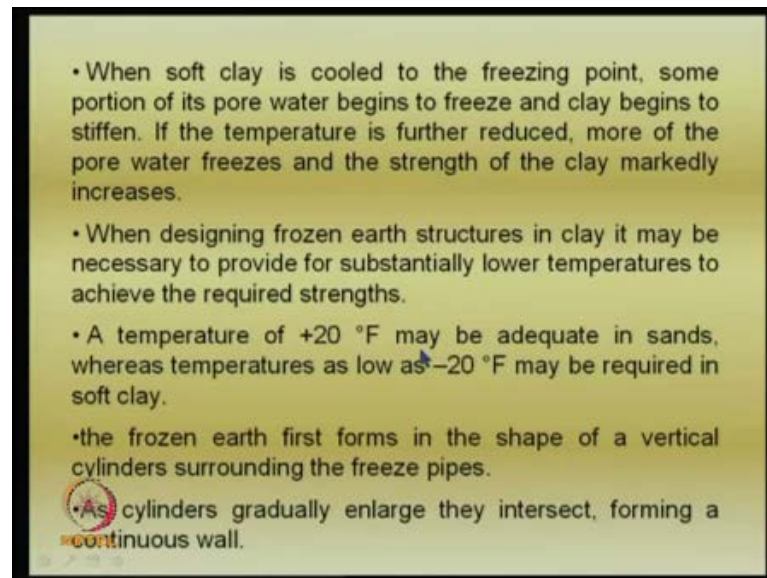 • When soft clay is cooled to the freezing point, some
portion of its pore water begins to freeze and clay begins to
stiffen. If the temperature is further reduced, more of the
pore water freezes and the strength of the clay markedly
increases.
• When designing frozen earth structures in clay it may be
necessary to provide for substantially lower temperatures to
achieve the required strengths.
• A temperature of +20 °F may be adequate in sands,
whereas temperatures as low as –20 °F may be required in
soft clay.
•the frozen earth first forms in the shape of a vertical
cylinders surrounding the freeze pipes.
•As cylinders gradually enlarge they intersect, forming a
continuous wall.